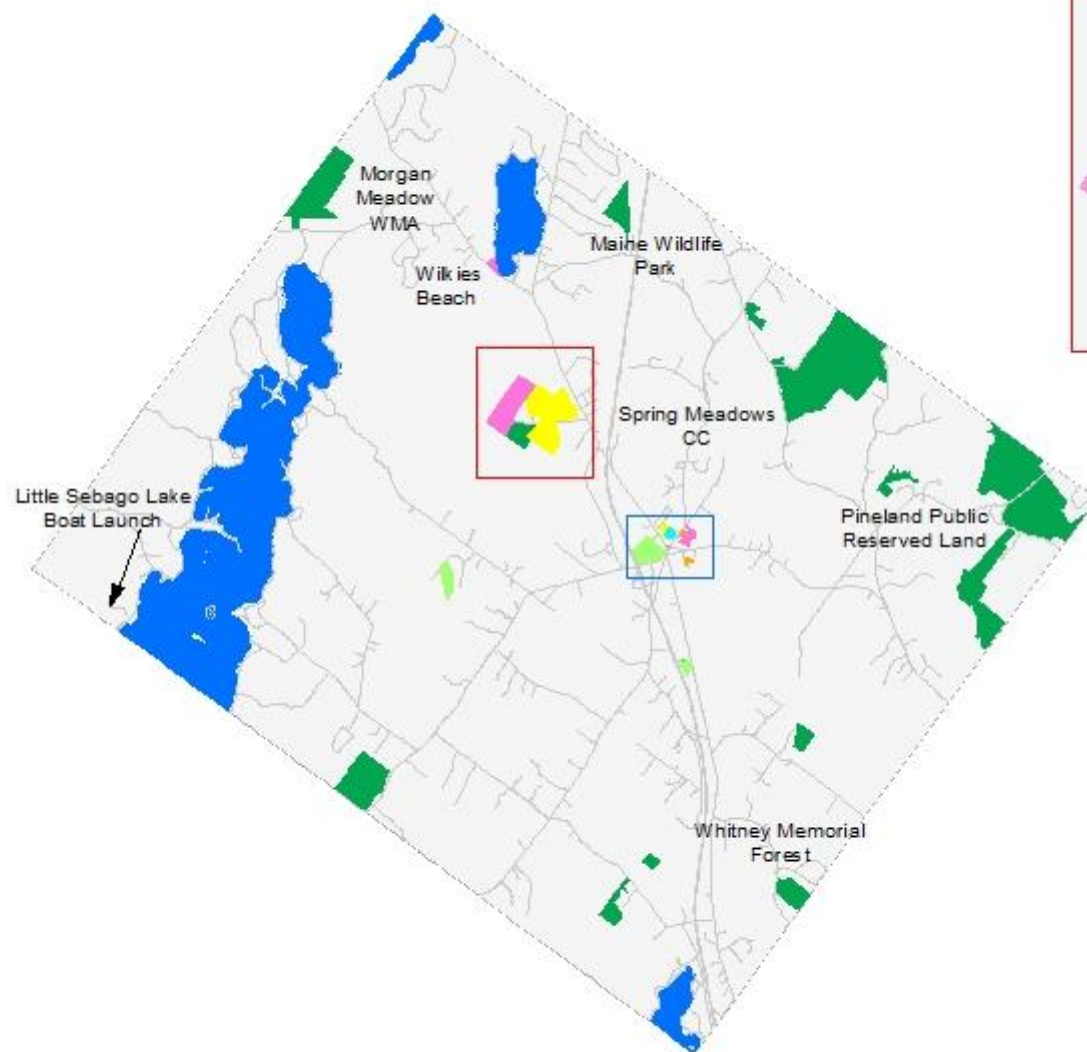 Morgan
Meadow
WMA
Maine Wildlife
Park
Wilkies
Beach
Spring Meadows
CC
Little Sebago Lake
Boat Launch
Pineland Public
Reserved Land
Whitney Memorial
Forest